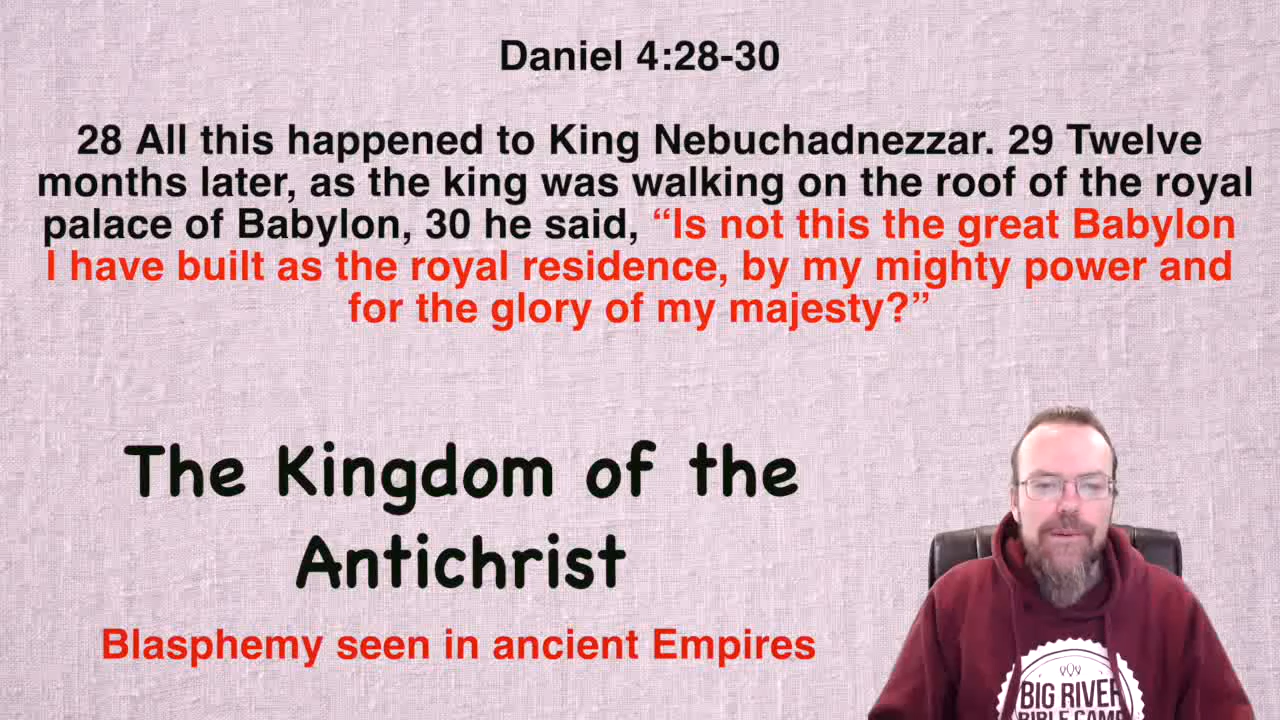 Daniel 4:28-30
28 All this happened to King Nebuchadnezzar. 29 Twelve
months later, as the king was walking on the roof of the royal
palace of Babylon, 30 he said, “Is not this the great Babylon
I have built as the royal residence, by my mighty power and
for the glory of my majesty?”
The Kingdom of the
Antichrist
Blasphemy seen in ancient Empires
BIG RIVER
BIBLE CAMP